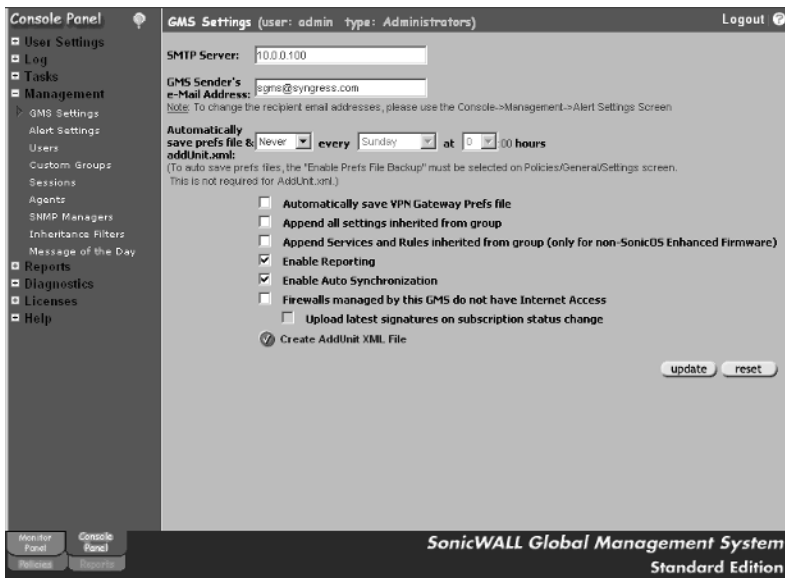 Console Panel
User Settings
Log
Tasks
Management
GMS Settings
Alert Settings
Users
Custom Groups
Sessions
Agents
SNMP Managers
Inheritance Filters
Message of the Day
Reports
Diagnostics
Licenses
Help
GMS Settings (user: admin type: Administrators)
Logout
SMTP Server: 10.0.0.100
GMS Sender's
e-Mail Address: sgms@syngress.com
Note: To change the recipient email addresses, please use the Console->Management->Alert Settings Screen
Automatically
save prefs file & Never every Sunday at 0 :00 hours
addUnit.xml:
(To auto save prefs files, the "Enable Prefs File Backup" must be selected on Policies/General/Settings screen.
This is not required for AddUnit.xml.)
Automatically save VPN Gateway Prefs file
Append all settings inherited from group
Append Services and Rules inherited from group (only for non-SonicOS Enhanced Firmware)
Enable Reporting
Enable Auto Synchronization
Firewalls managed by this GMS do not have Internet Access
Upload latest signatures on subscription status change
Create AddUnit XML File
update reset
Monitor Panel
Console Panel
Policies
Reports
SonicWALL Global Management System
Standard Edition